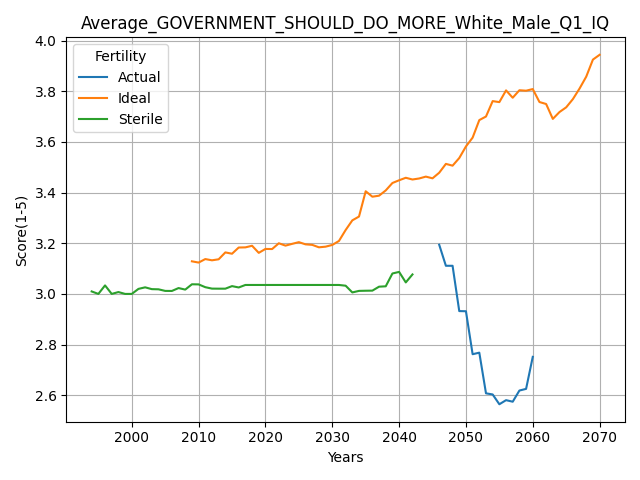 Average_GOVERNMENT_SHOULD_DO_MORE_White_Male_Q1_IQ
Fertility
Actual
Ideal
Sterile
Score(1-5)
4.0
3.8
3.6
3.4
3.2
3.0
2.8
2.6
2000 2010 2020 2030 2040 2050 2060 2070
Years